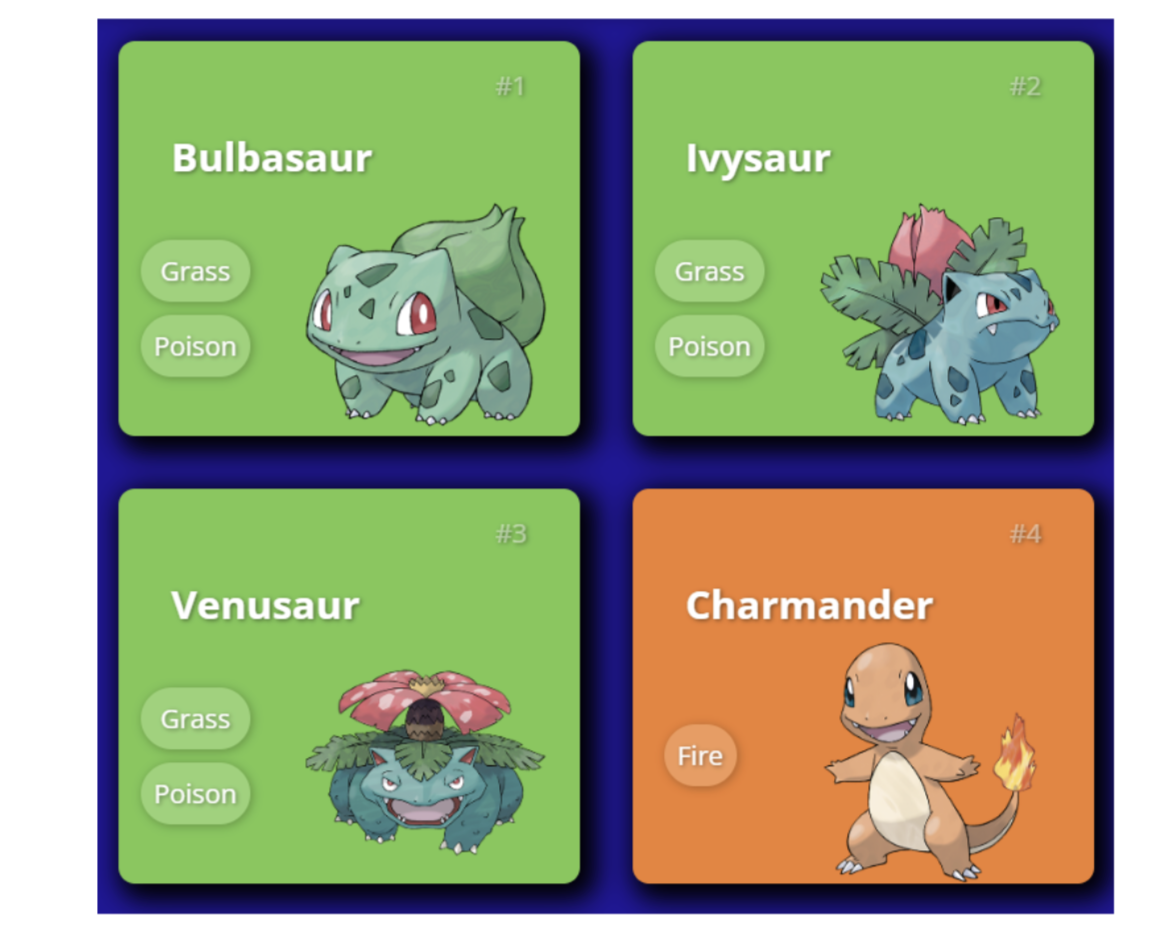 #1
Bulbasaur
Grass
Poison
#2
Ivysaur
Grass
Poison
#3
Venusaur
Grass
Poison
#4
Charmander
Fire